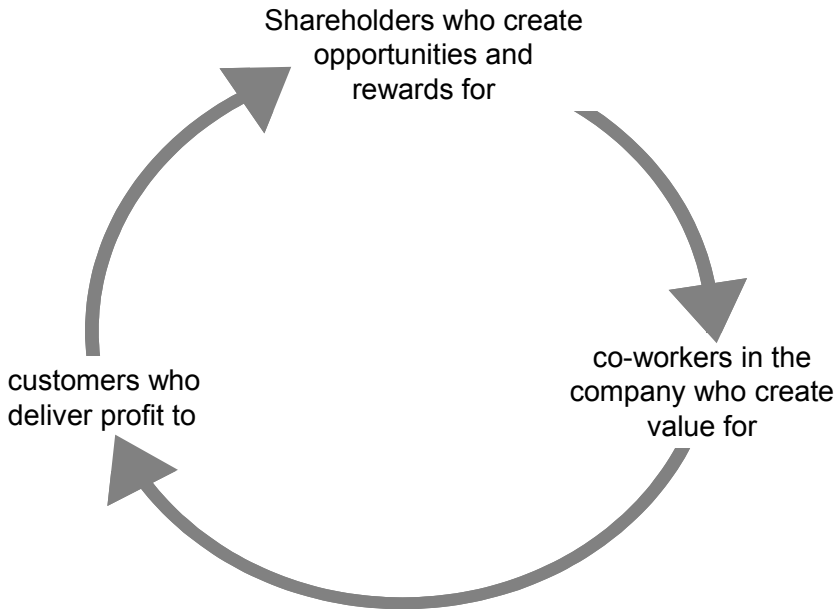 Shareholders who create
opportunities and
rewards for
co-workers in the
company who create
value for
customers who
deliver profit to